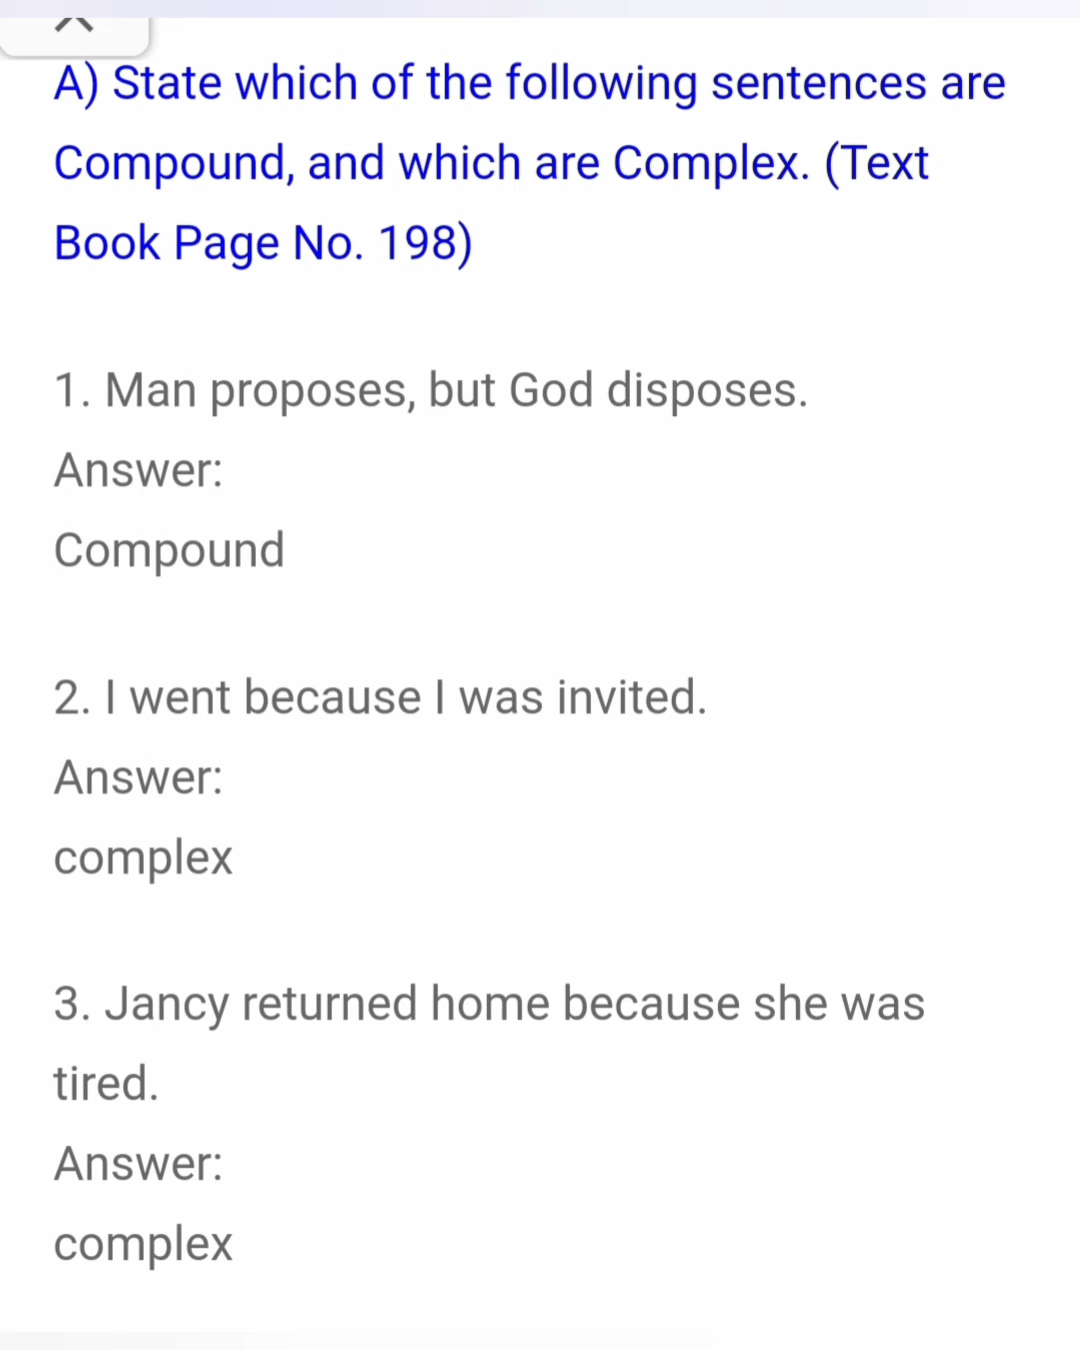 A) State which of the following sentences are
Compound, and which are Complex. (Text
Book Page No. 198)
1. Man proposes, but God disposes.
Answer:
Compound
2. I went because I was invited.
Answer:
complex
3. Jancy returned home because she was
tired.
Answer:
complex